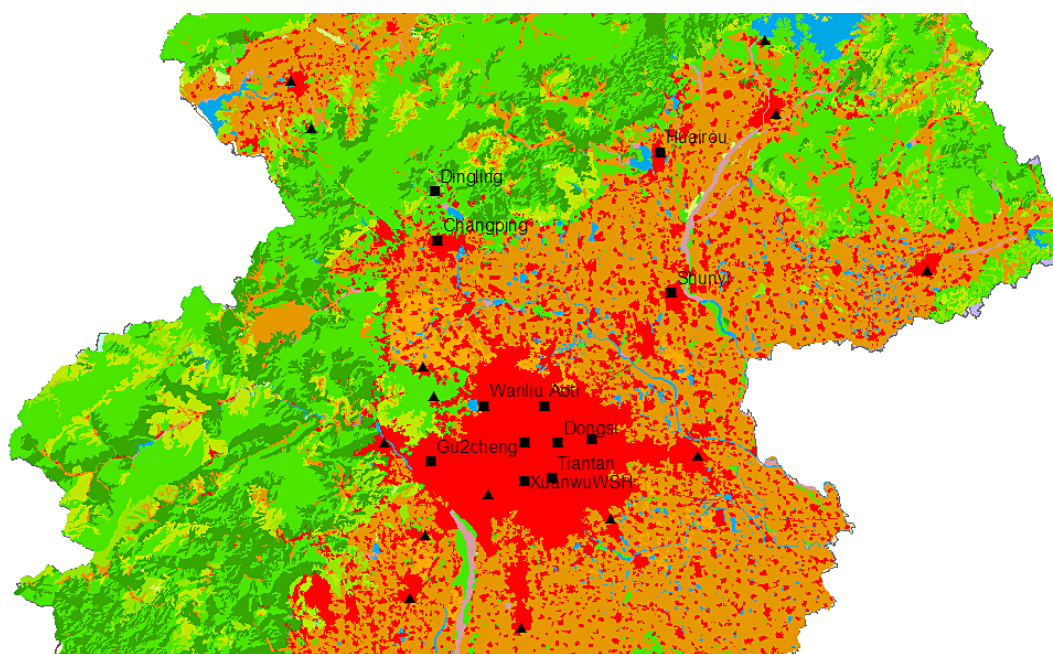 Huairou
Dingling
Changping
Shunyi
Wanliu
Aoti
Dongsi
Gu2cheng
Tiantan
XuanwuWSH